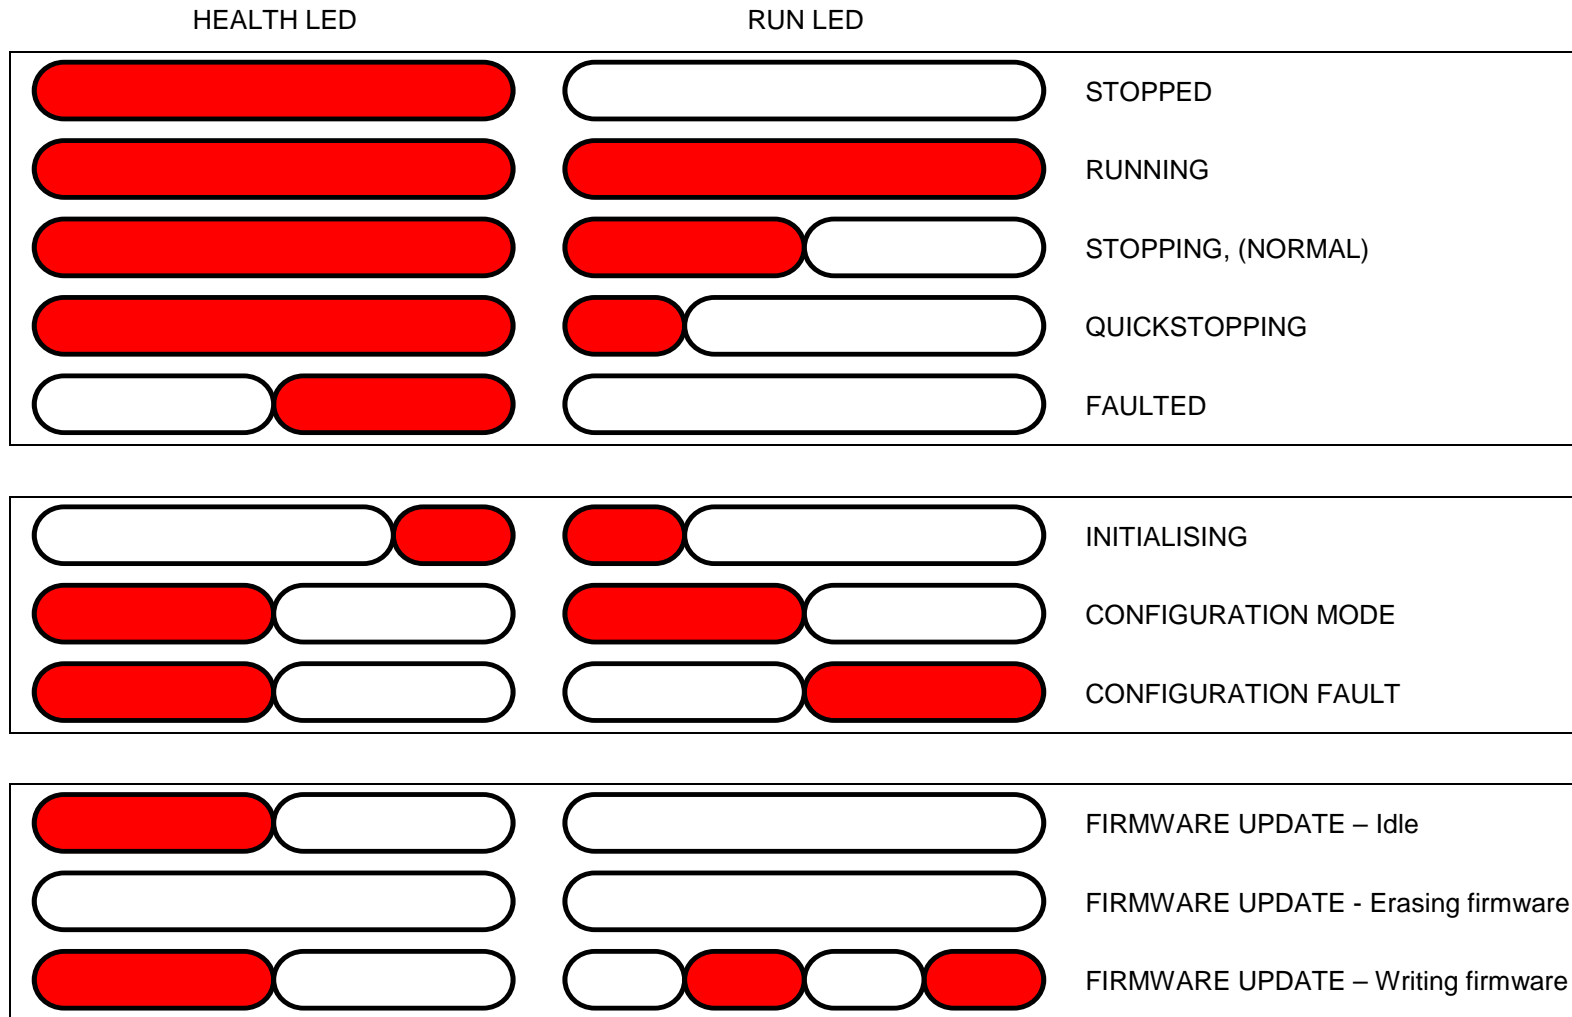 HEALTH LED RUN LED
STOPPED
RUNNING
STOPPING, (NORMAL)
QUICKSTOPPING
FAULTED
INITIALISING
CONFIGURATION MODE
CONFIGURATION FAULT
FIRMWARE UPDATE – Idle
FIRMWARE UPDATE - Erasing firmware
FIRMWARE UPDATE – Writing firmware